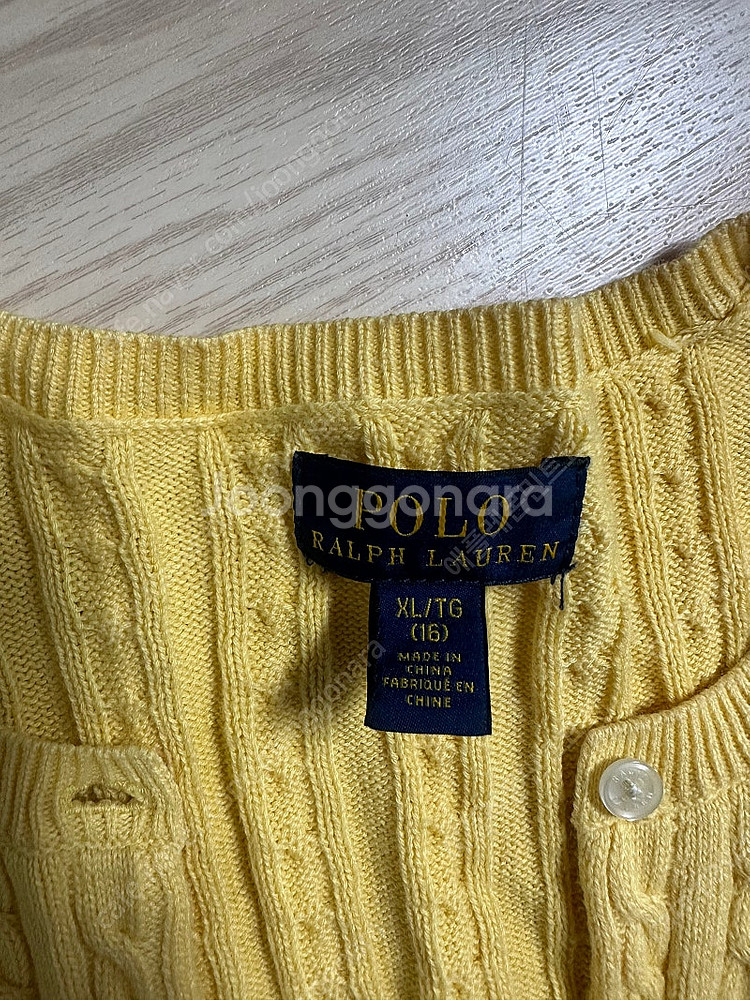 POLO
RALPH LAUREN
XL/TG
(16)
MADE IN
CHINA
FABRIQUÉ EN
CHINE
Joonggonara